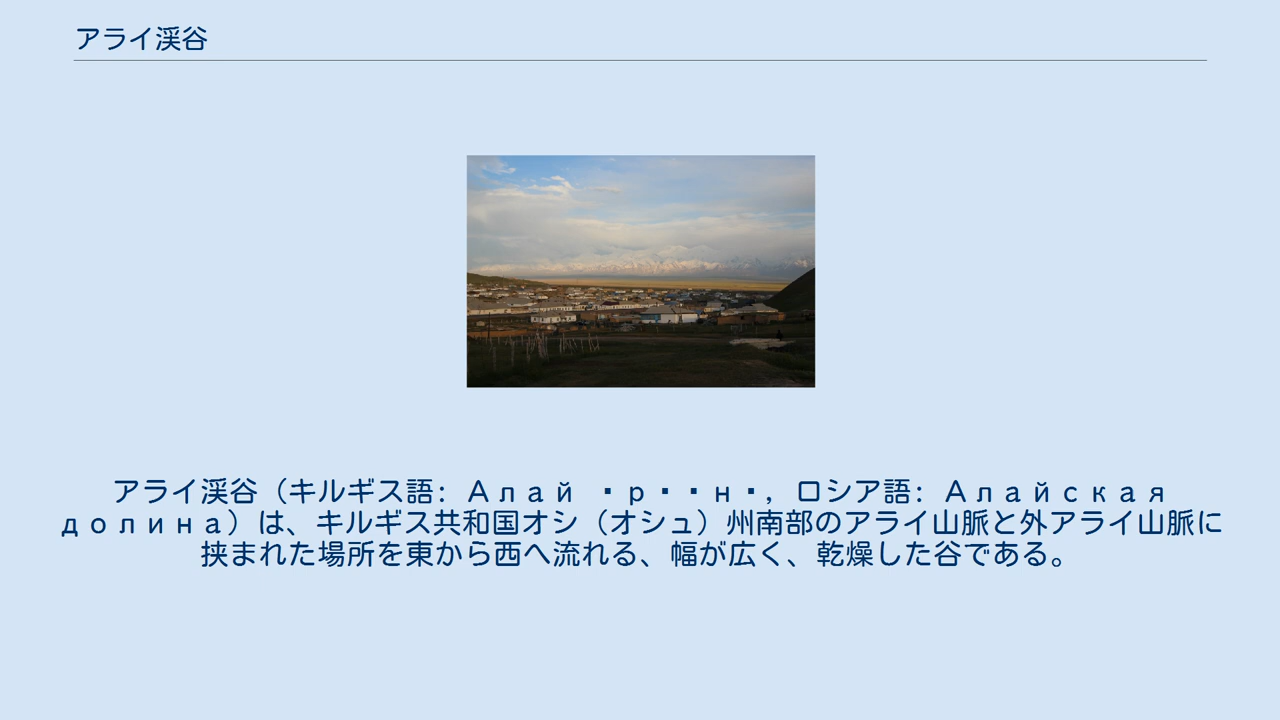 アライ渓谷
アライ渓谷（キルギス語: Алай ・р・・н・, ロシア語: Алайская
долина）は、キルギス共和国オシ（オシュ）州南部のアライ山脈と外アライ山脈に
挟まれた場所を東から西へ流れる、幅が広く、乾燥した谷である。